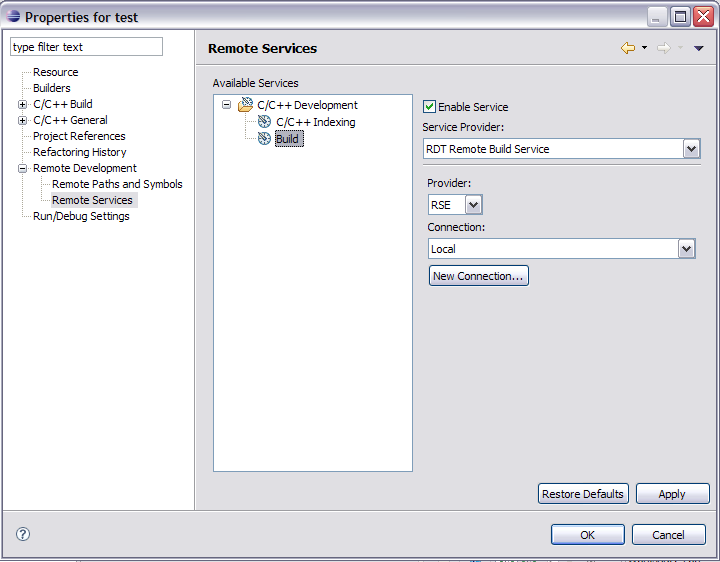 Properties for test
type filter text
Resource
Builders
C/C++ Build
C/C++ General
Project References
Refactoring History
Remote Development
Remote Paths and Symbols
Remote Services
Run/Debug Settings
Remote Services
Available Services
C/C++ Development
C/C++ Indexing
Build
Enable Service
Service Provider:
RDT Remote Build Service
Provider:
RSE
Connection:
Local
New Connection...
Restore Defaults
Apply
OK
Cancel